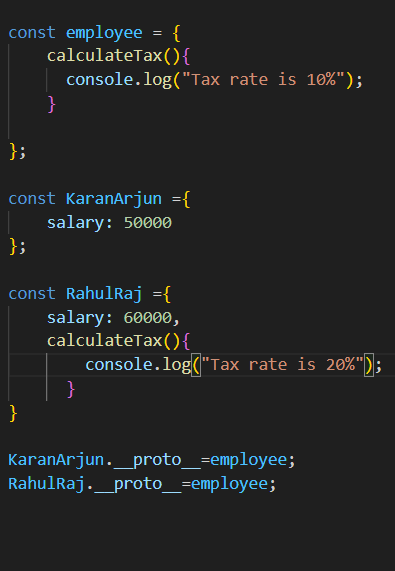 const employee = {
    calculateTax(){
      console.log("Tax rate is 10%");
    }
};
const KaranArjun ={
    salary: 50000
};
const RahulRaj ={
    salary: 60000,
    calculateTax(){
        console.log("Tax rate is 20%");
      }
}
KaranArjun.__proto__=employee;
RahulRaj.__proto__=employee;